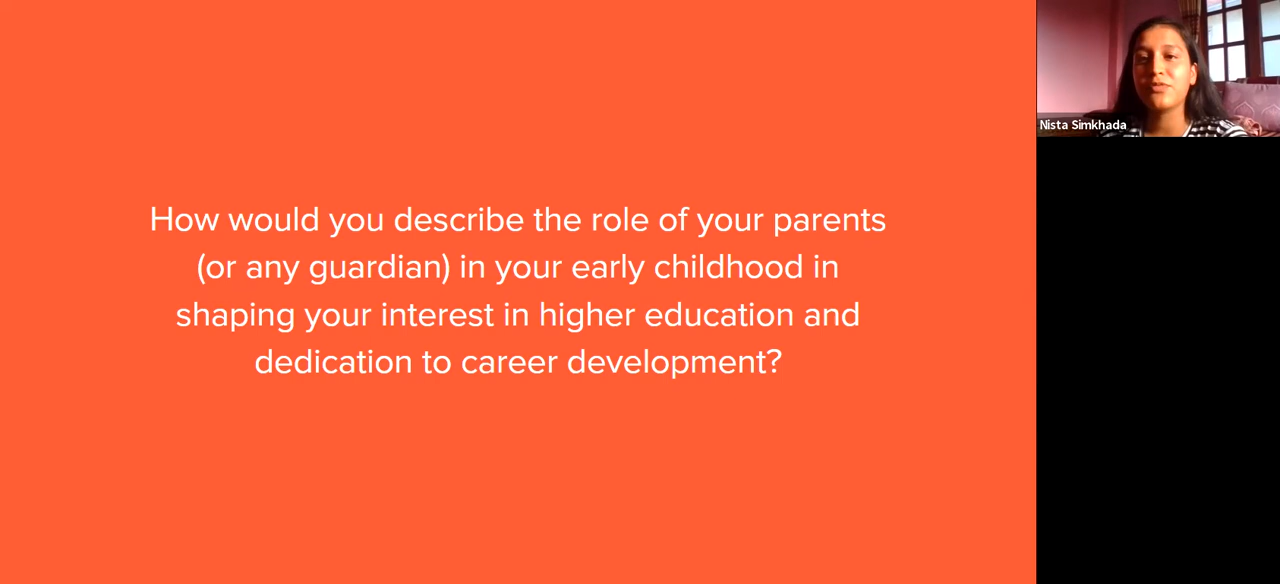 How would you describe the role of your parents
(or any guardian) in your early childhood in
shaping your interest in higher education and
dedication to career development?
Nista Simkhada